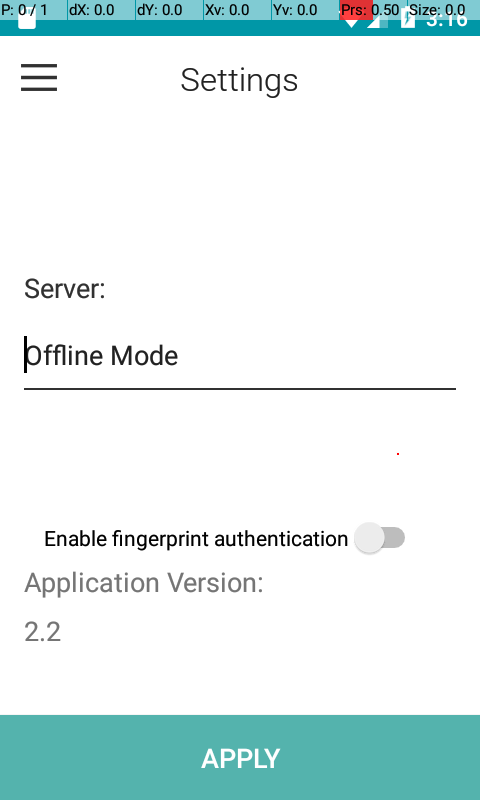 P: 0 / 1 dX: 0.0 dY: 0.0 Xv: 0.0 Yv: 0.0 Prs: 0.50 Size: 0.0
3:16
Settings
Server:
Offline Mode
Enable fingerprint authentication
Application Version:
2.2
APPLY